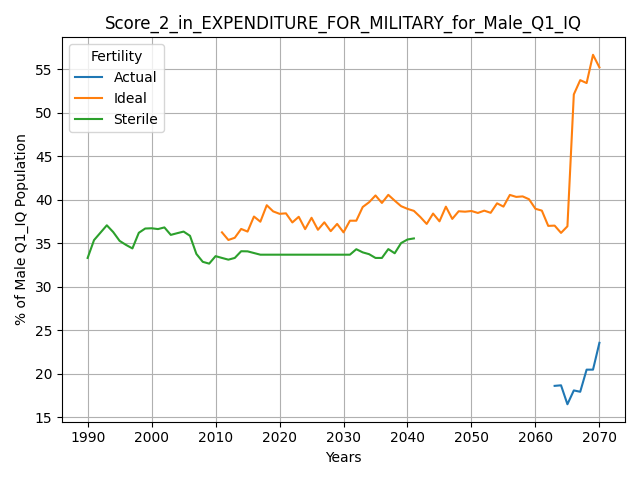 Score_2_in_EXPENDITURE_FOR_MILITARY_for_Male_Q1_IQ
Fertility
Actual
Ideal
Sterile
% of Male Q1_IQ Population
55
50
45
40
35
30
25
20
15
1990 2000 2010 2020 2030 2040 2050 2060 2070
Years